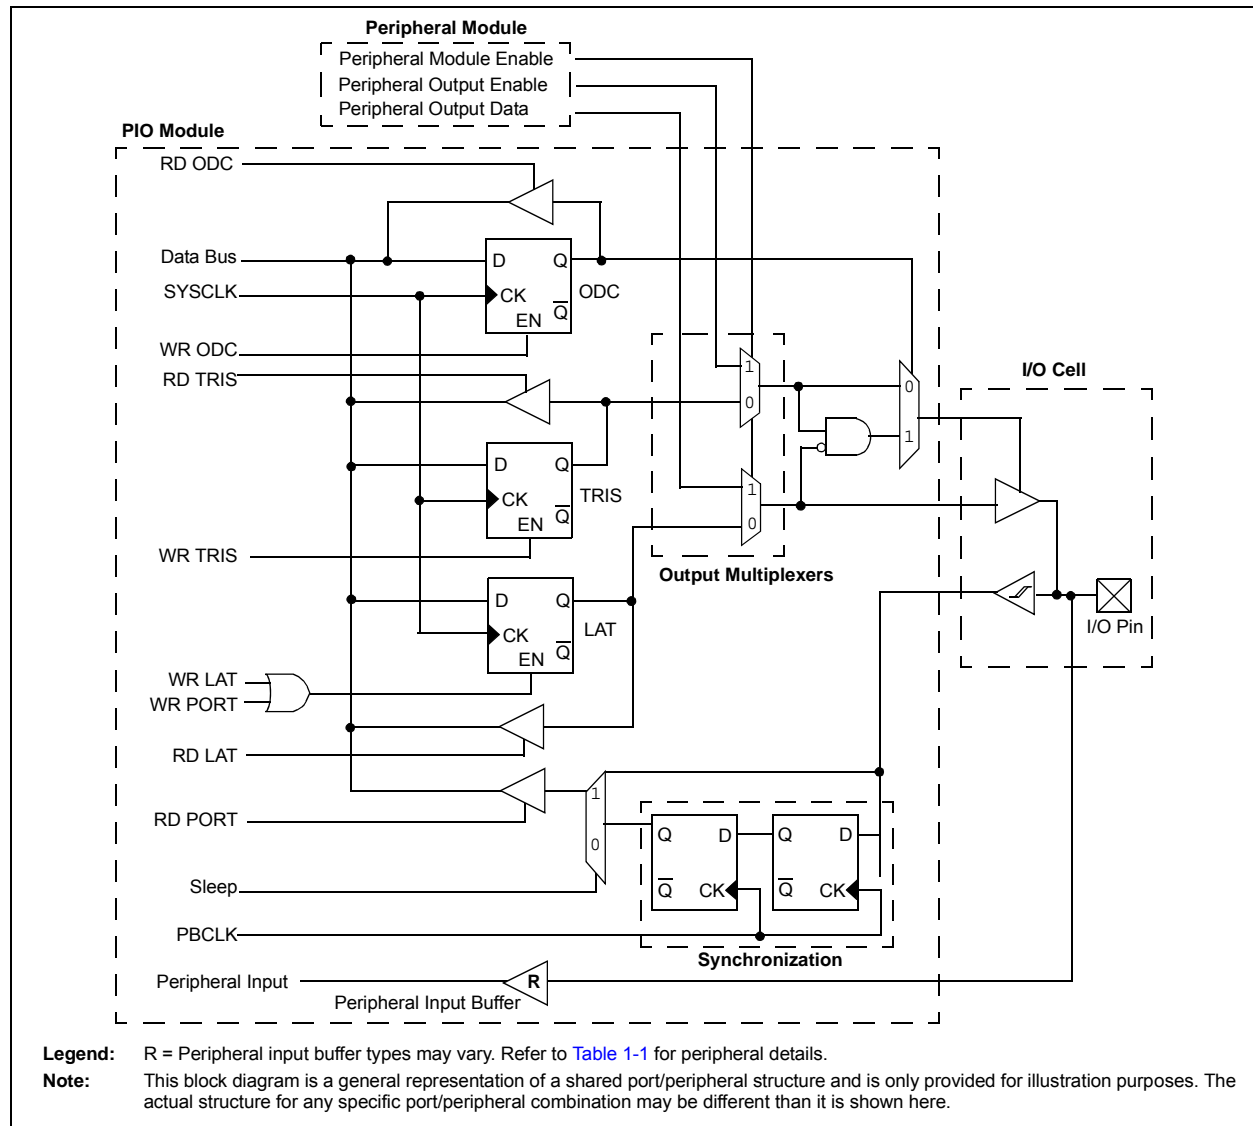 Peripheral Module
Peripheral Module Enable
Peripheral Output Enable
Peripheral Output Data
PIO Module
RD ODC
Data Bus
D
Q
SYSCLK
CK
ODC
Q
EN
WR ODC
RD TRIS
1
0
0
1
I/O Cell
D
Q
CK
TRIS
Q
EN
WR TRIS
1
0
Output Multiplexers
D
Q
CK
LAT
Q
EN
I/O Pin
WR LAT
WR PORT
RD LAT
RD PORT
1
0
Q
D
Q
D
Q
CK
Q
CK
Sleep
PBCLK
Synchronization
Peripheral Input
R
Peripheral Input Buffer
Legend: R = Peripheral input buffer types may vary. Refer to Table 1-1 for peripheral details.
Note: This block diagram is a general representation of a shared port/peripheral structure and is only provided for illustration purposes. The
actual structure for any specific port/peripheral combination may be different than it is shown here.